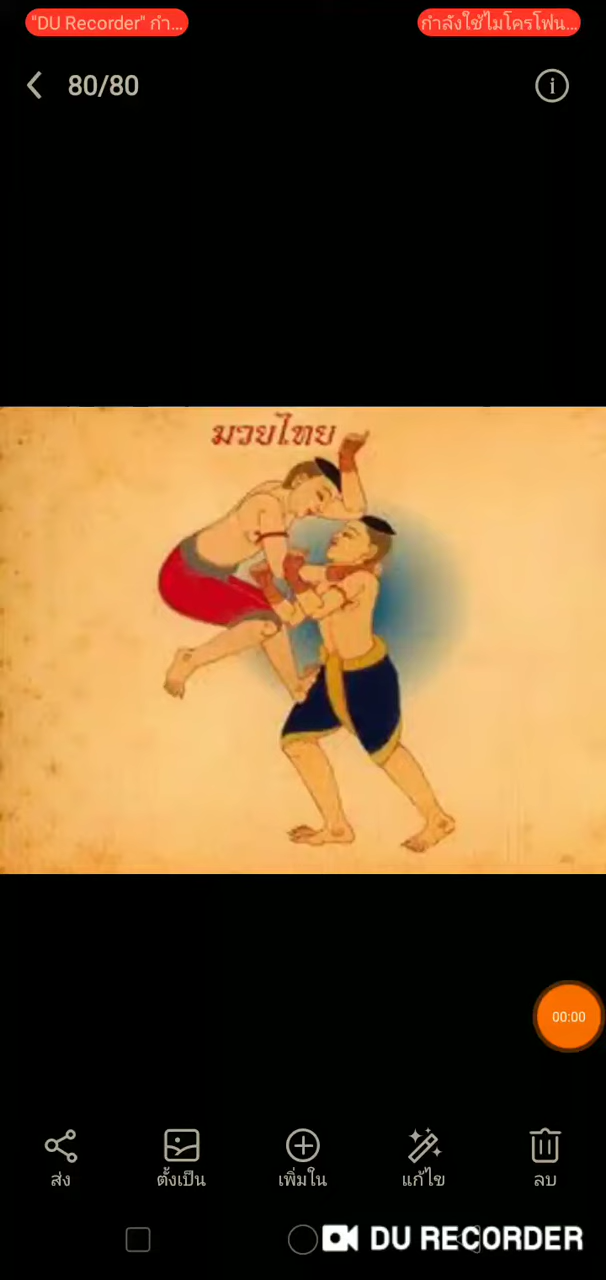 "DU Recorder" กำ...
กำลังใช้ไมโครโฟน...
80/80
มวยไทย
00:00
ส่ง
ตั้งเป็น
เพิ่มใน
แก้ไข
ลบ
DU RECORDER